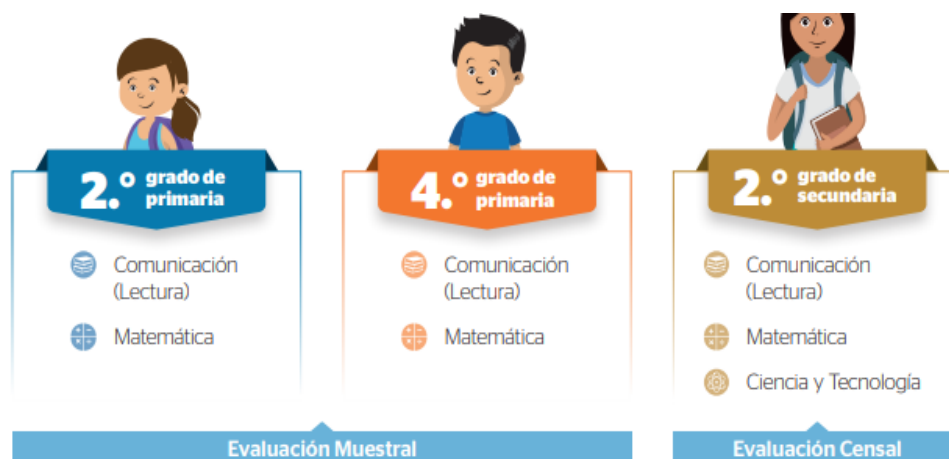 2.° grado de
primaria
Comunicación
(Lectura)
Matemática
4.° grado de
primaria
Comunicación
(Lectura)
Matemática
2.° grado de
secundaria
Comunicación
(Lectura)
Matemática
Ciencia y Tecnología
Evaluación Muestral
Evaluación Censal